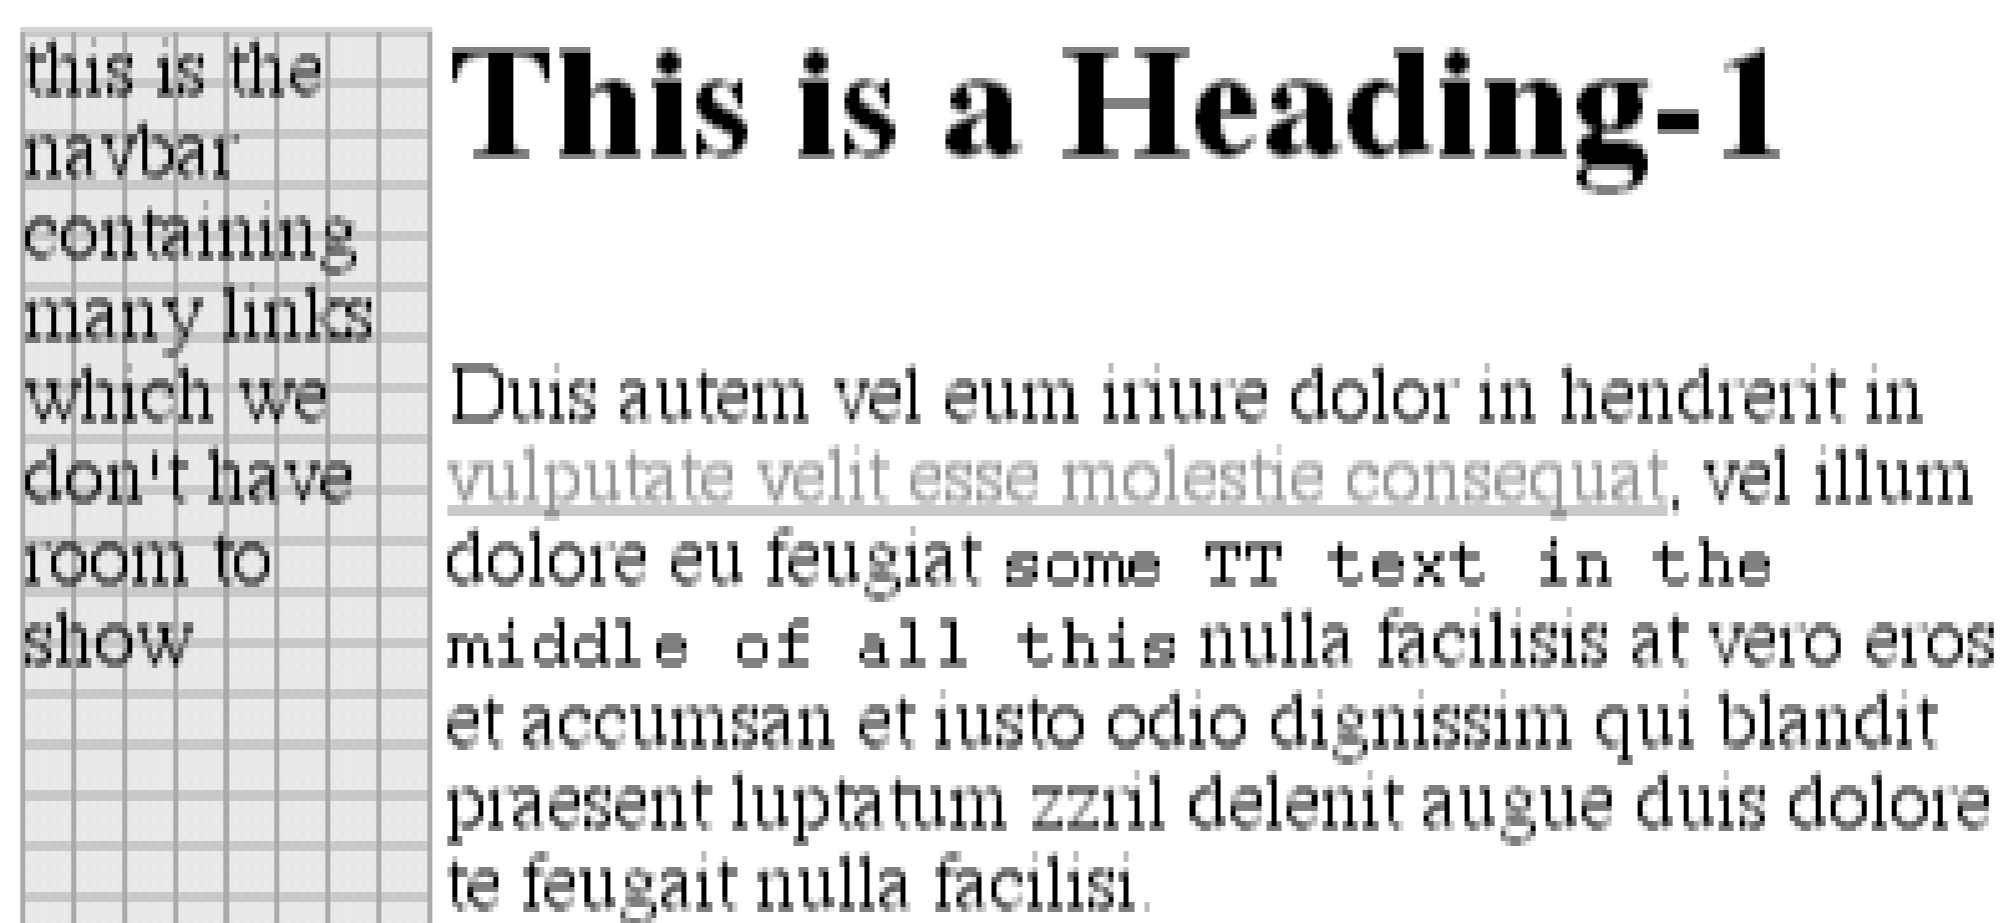 this is the
navbar
containing
many links
which we
don't have
room to
show
This is a Heading-1
Duis autem vel eum iriure dolor in hendrerit in
vulputate velit esse molestie consequat, vel illum
dolore eu feugiat some TT text in the
middle of all this nulla facilisis at vero eros
et accumsan et iusto odio dignissim qui blandit
praesent luptatum zzril delenit augue duis dolore
te feugait nulla facilisi.